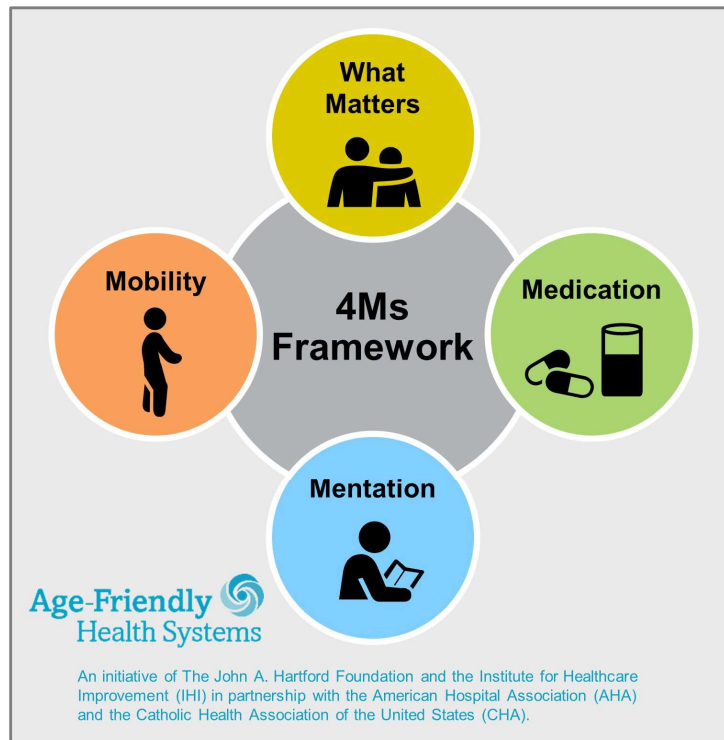 What
Matters
Mobility
4Ms
Framework
Medication
Mentation
Age-Friendly
Health Systems
An initiative of The John A. Hartford Foundation and the Institute for Healthcare
Improvement (IHI) in partnership with the American Hospital Association (AHA)
and the Catholic Health Association of the United States (CHA).